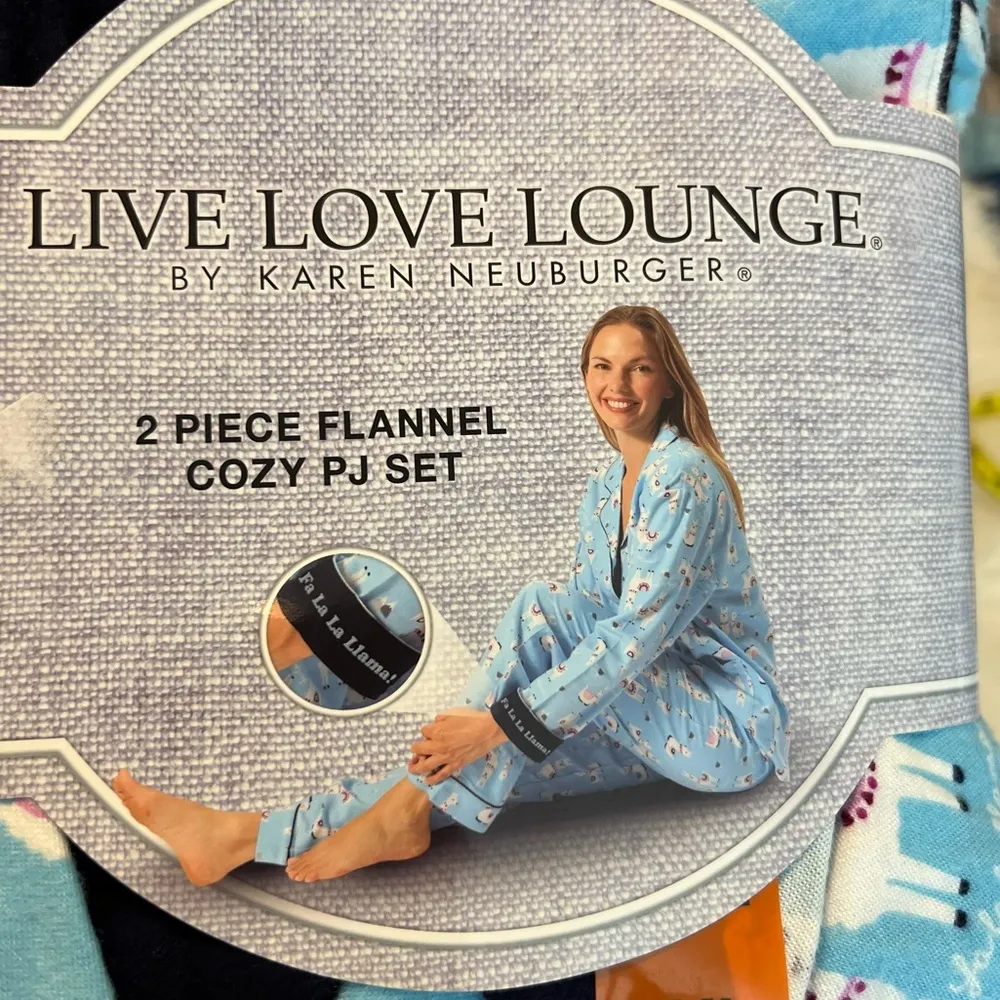 LIVE LOVE LOUNGE®
BY KAREN NEUBURGER®
2 PIECE FLANNEL
COZY PJ SET
Fa La La Llama!
Fa La La Llama!